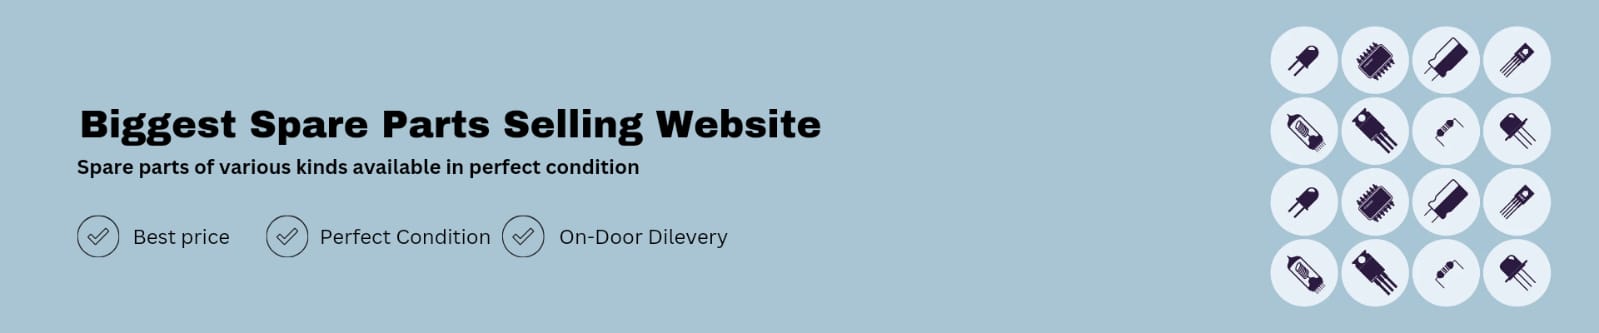 Biggest Spare Parts Selling Website
Spare parts of various kinds available in perfect condition
Best price Perfect Condition On-Door Dilevery